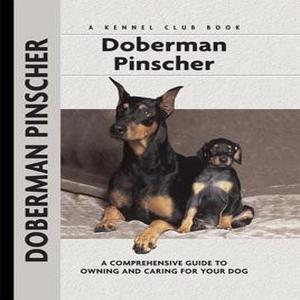 DOBERMAN PINSCHER
A KENNEL CLUB BOOK
Doberman
Pinscher
A COMPREHENSIVE GUIDE TO
OWNING AND CARING FOR YOUR DOG